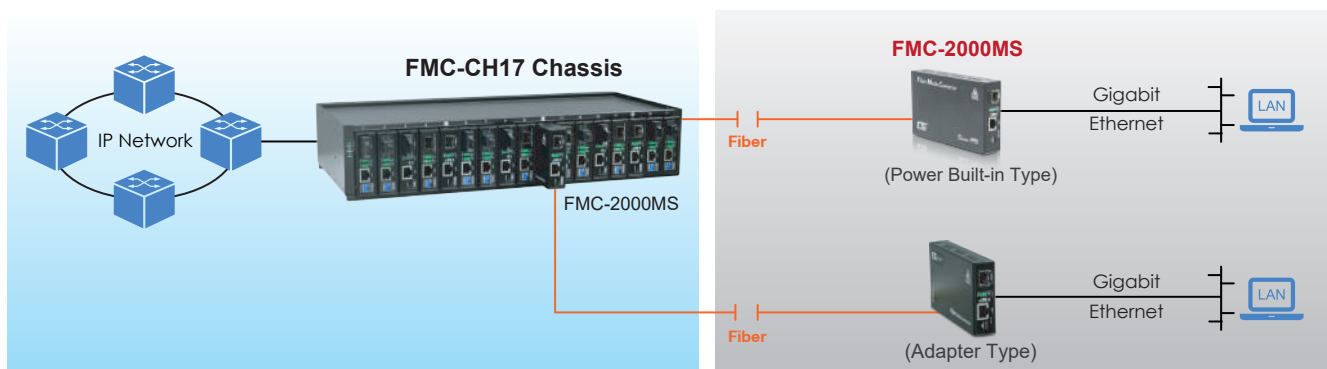 FMC-2000MS
FMC-CH17 Chassis
IP Network
Gigabit
Ethernet
LAN
Fiber
(Power Built-in Type)
FMC-2000MS
Gigabit
Ethernet
LAN
Fiber
(Adapter Type)